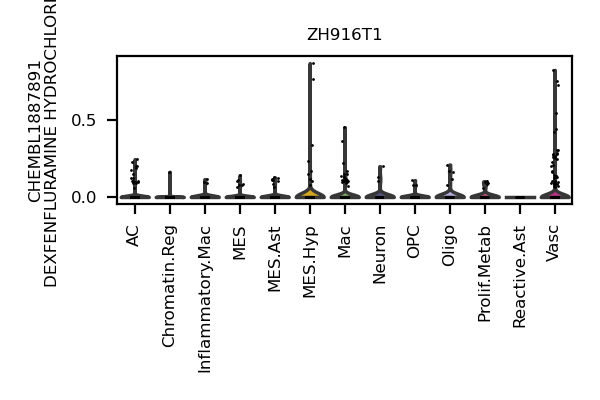 ZH916T1
CHEMBL1887891
DEXFENFLURAMINE HYDROCHLORI
0.5
0.0
AC
Chromatin.Reg
Inflammatory.Mac
MES
MES.Ast
MES.Hyp
Mac
Neuron
OPC
Oligo
Prolif.Metab
Reactive.Ast
Vasc